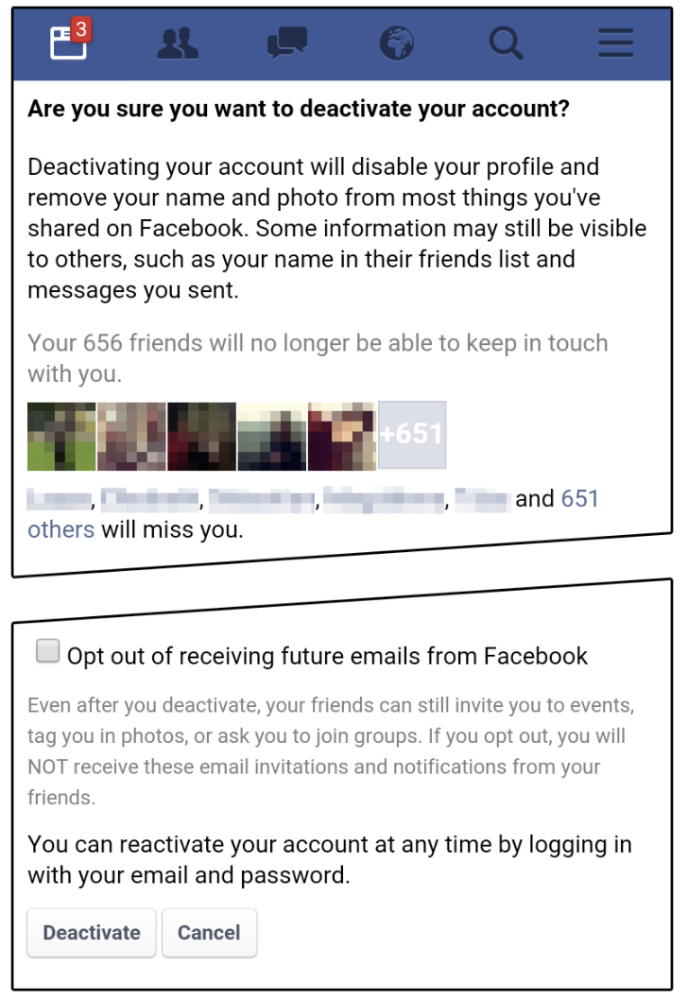 3
Are you sure you want to deactivate your account?
Deactivating your account will disable your profile and
remove your name and photo from most things you've
shared on Facebook. Some information may still be visible
to others, such as your name in their friends list and
messages you sent.
Your 656 friends will no longer be able to keep in touch
with you.
+651
, , , , and 651
others will miss you.
Opt out of receiving future emails from Facebook
Even after you deactivate, your friends can still invite you to events,
tag you in photos, or ask you to join groups. If you opt out, you will
NOT receive these email invitations and notifications from your
friends.
You can reactivate your account at any time by logging in
with your email and password.
Deactivate Cancel